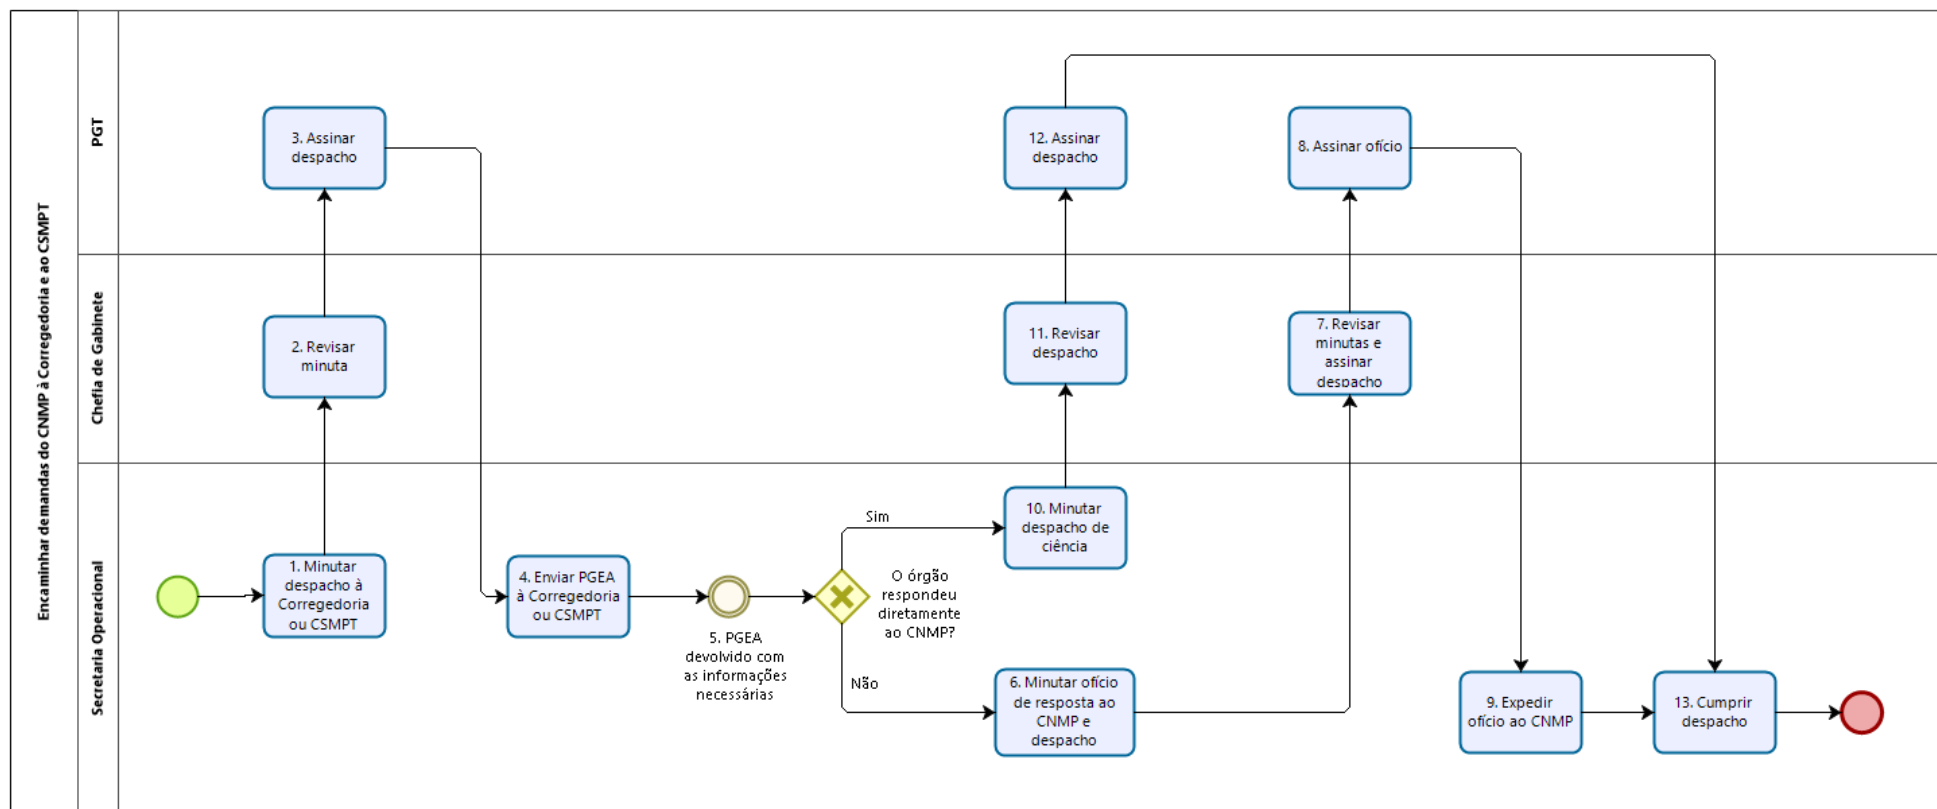 Encaminhar demandas do CNMP à Corregedoria e ao CSMPT
PGT
3. Assinar
despacho
12. Assinar
despacho
8. Assinar ofício
Chefia de Gabinete
2. Revisar
minuta
11. Revisar
despacho
7. Revisar
minutas e
assinar
despacho
Secretaria Operacional
1. Minutar
despacho à
Corregedoria
ou CSMPT
4. Enviar PGEA
à Corregedoria
ou CSMPT
5. PGEA
devolvido com
as informações
necessárias
O órgão
respondeu
diretamente
ao CNMP?
Sim
10. Minutar
despacho de
ciência
Não
6. Minutar ofício
de resposta ao
CNMP e
despacho
9. Expedir
ofício ao CNMP
13. Cumprir
despacho